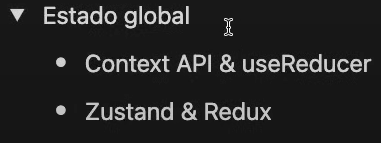 Estado global
Context API & useReducer
Zustand & Redux